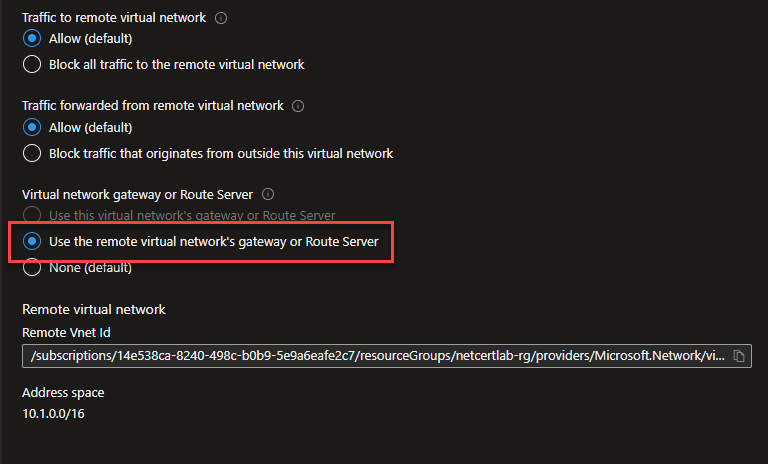 Traffic to remote virtual network
Allow (default)
Block all traffic to the remote virtual network
Traffic forwarded from remote virtual network
Allow (default)
Block traffic that originates from outside this virtual network
Virtual network gateway or Route Server
Use this virtual network's gateway or Route Server
Use the remote virtual network's gateway or Route Server
None (default)
Remote virtual network
Remote Vnet Id
/subscriptions/14e538ca-8240-498c-b0b9-5e9a6eafe2c7/resourceGroups/netcertlab-rg/providers/Microsoft.Network/vi...
Address space
10.1.0.0/16